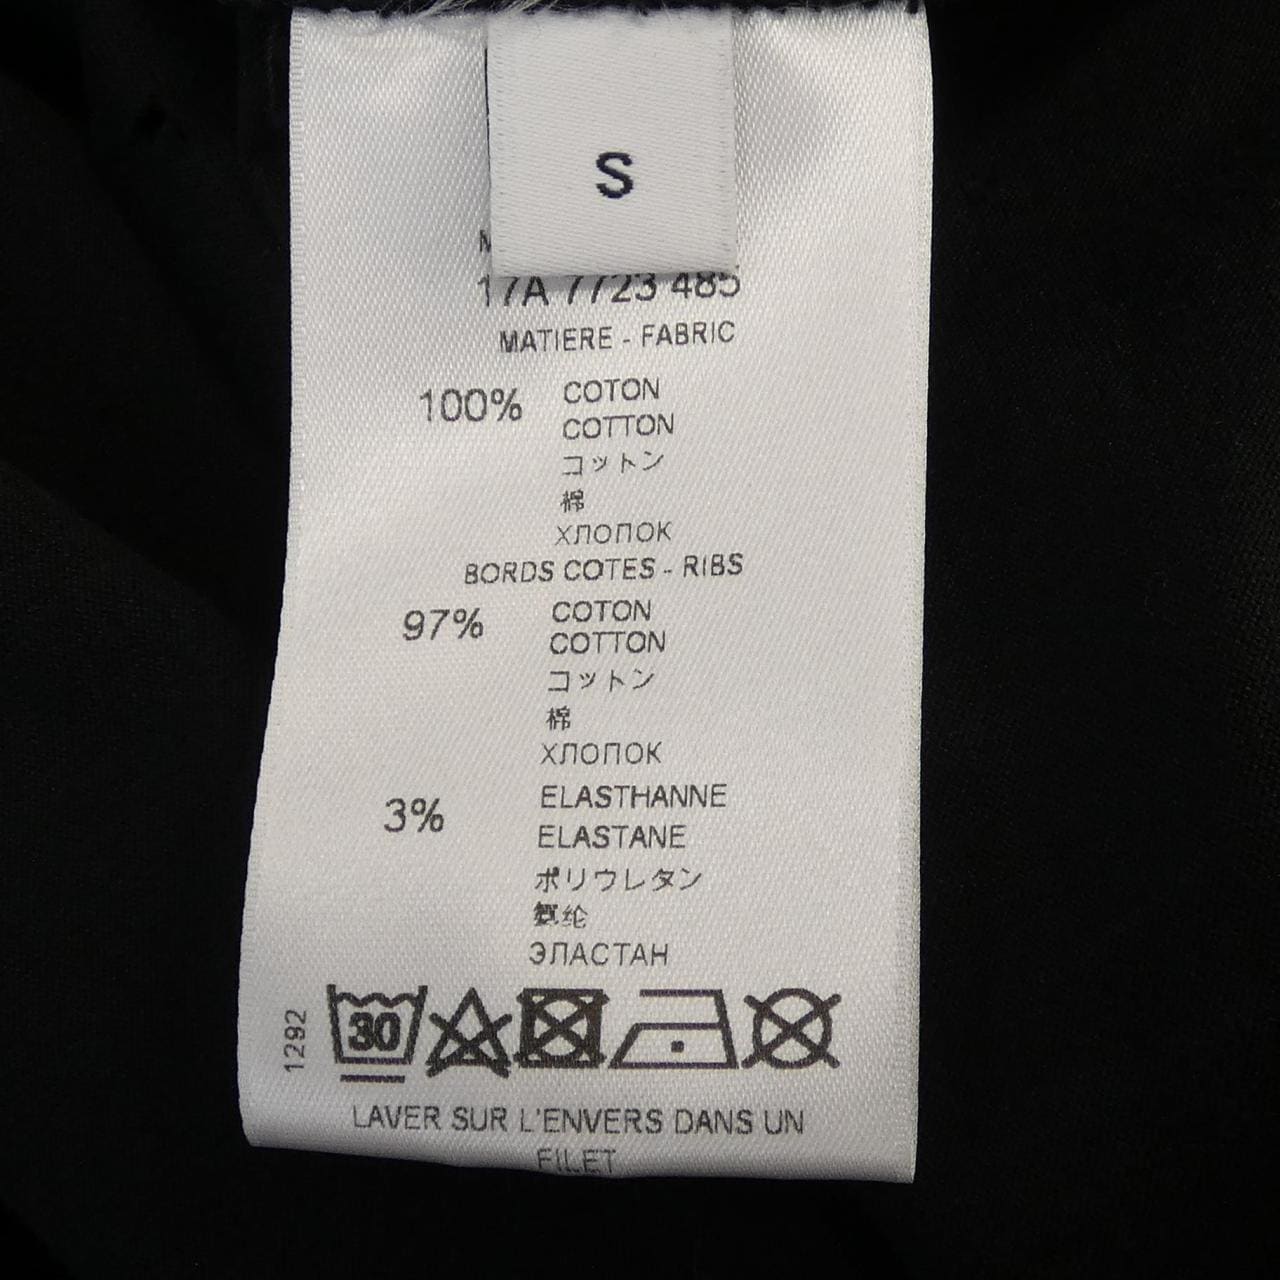 S
17A 7723 485
MATIERE - FABRIC
100% COTON
COTTON
コットン
棉
ХЛОПОК
BORDS COTES - RIBS
97% COTON
COTTON
コットン
棉
ХЛОПОК
3% ELASTHANNE
ELASTANE
ポリウレタン
氨纶
ЭЛАСТАН
30
1292
LAVER SUR L'ENVERS DANS UN
FILET